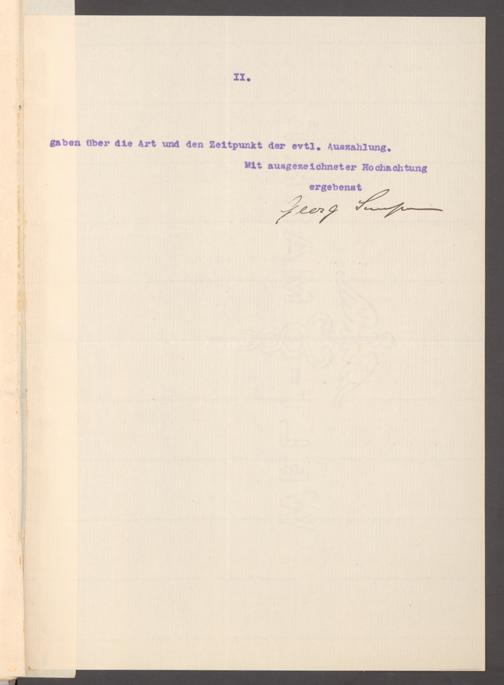 II.
gaben über die Art und den Zeitpunkt der evtl. Auszahlung.
Mit ausgezeichneter Hochachtung
ergebenst
Georg